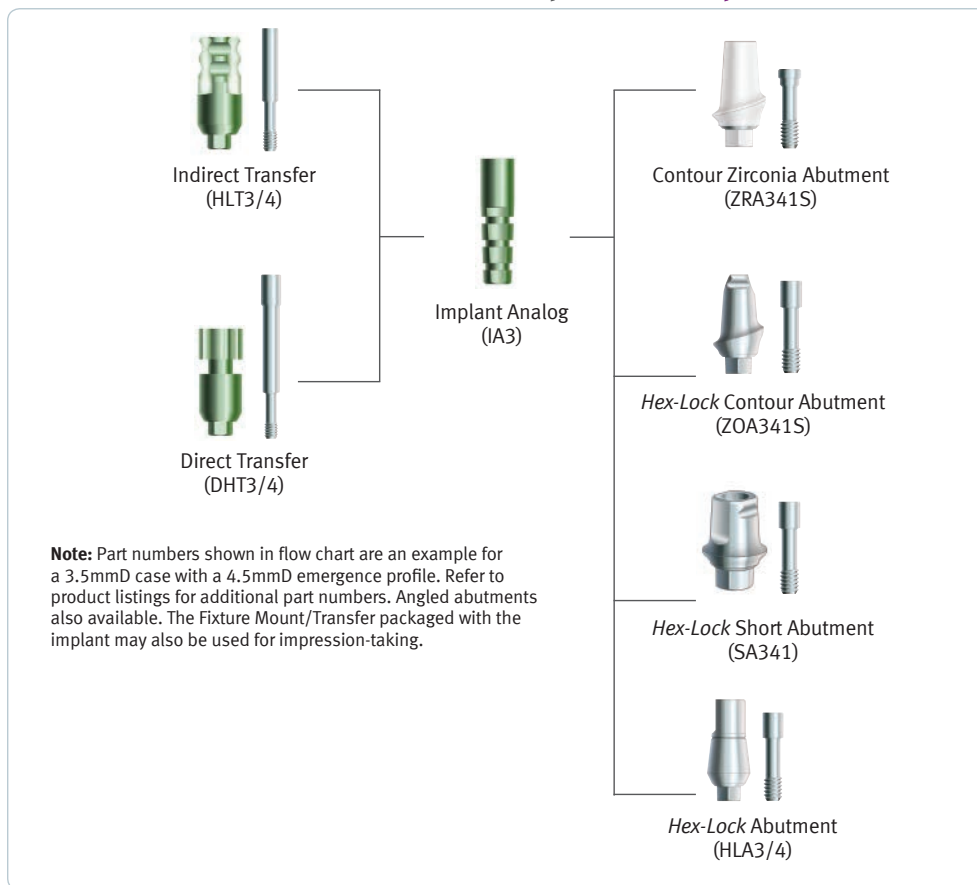 Indirect Transfer
(HLT3/4)
Direct Transfer
(DHT3/4)
Note: Part numbers shown in flow chart are an example for
a 3.5mmD case with a 4.5mmD emergence profile. Refer to
product listings for additional part numbers. Angled abutments
also available. The Fixture Mount/Transfer packaged with the
implant may also be used for impression-taking.
Implant Analog
(IA3)
Contour Zirconia Abutment
(ZRA341S)
Hex-Lock Contour Abutment
(ZOA341S)
Hex-Lock Short Abutment
(SA341)
Hex-Lock Abutment
(HLA3/4)